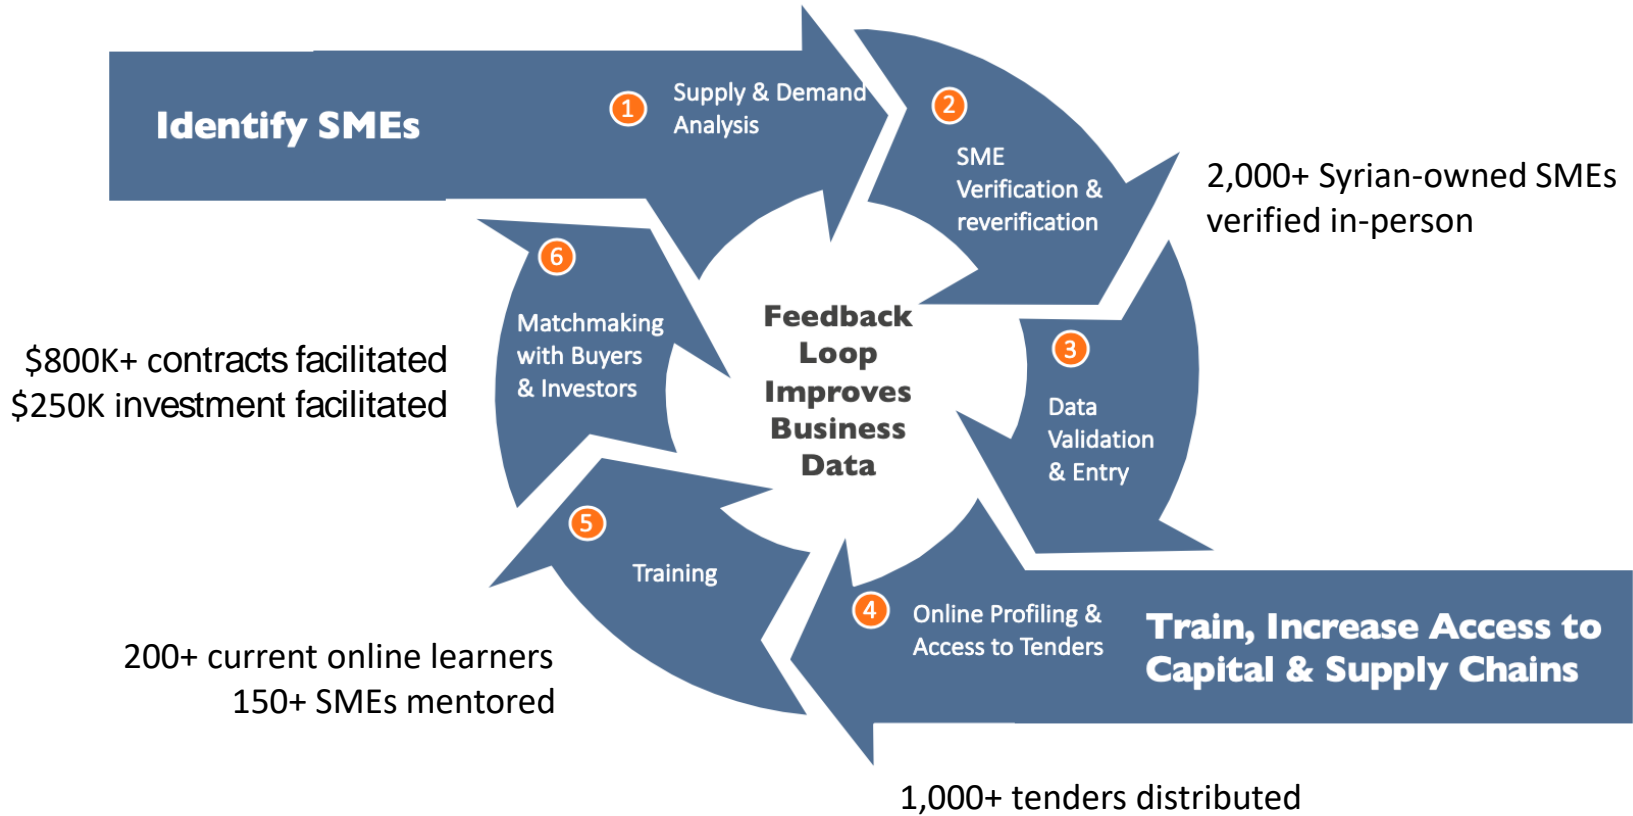 Identify SMEs
1
Supply & Demand
Analysis
2
SME
Verification &
reverification
2,000+ Syrian-owned SMEs
verified in-person
3
Data
Validation
& Entry
4
Online Profiling &
Access to Tenders
Train, Increase Access to
Capital & Supply Chains
1,000+ tenders distributed
5
Training
200+ current online learners
150+ SMEs mentored
6
Matchmaking
with Buyers
& Investors
$800K+ contracts facilitated
$250K investment facilitated
Feedback
Loop
Improves
Business
Data